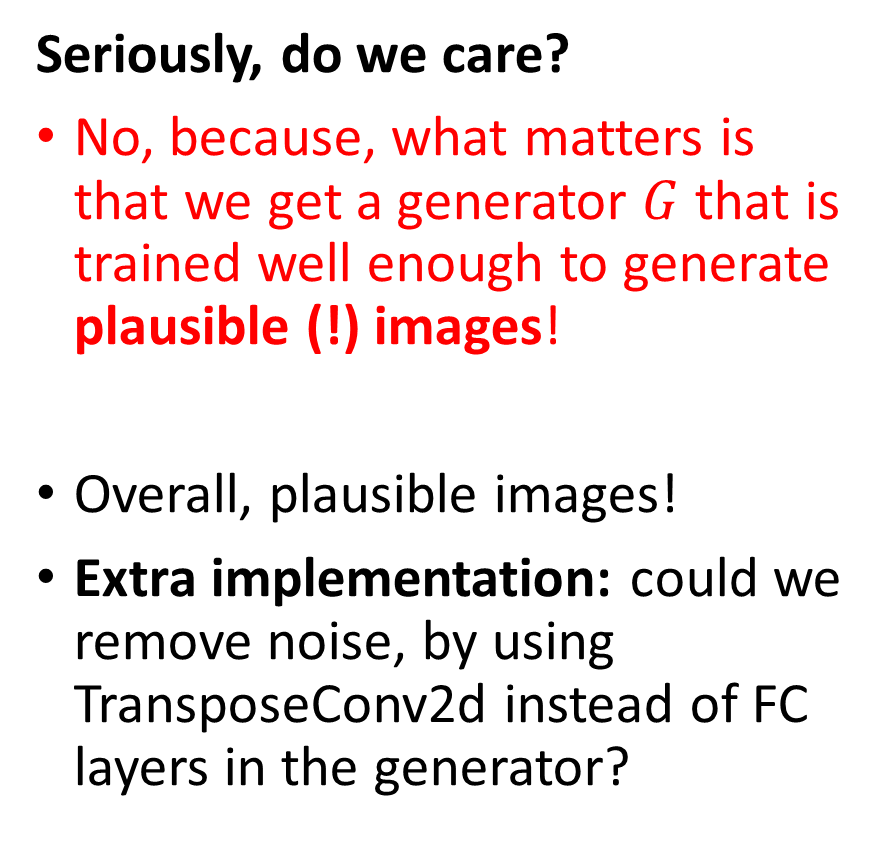 Seriously, do we care?
• No, because, what matters is
that we get a generator G that is
trained well enough to generate
plausible (!) images!
• Overall, plausible images!
• Extra implementation: could we
remove noise, by using
TransposeConv2d instead of FC
layers in the generator?